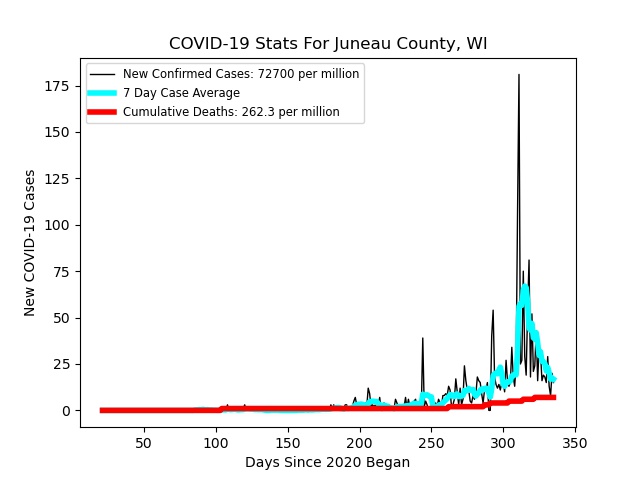 COVID-19 Stats For Juneau County, WI
New Confirmed Cases: 72700 per million
7 Day Case Average
Cumulative Deaths: 262.3 per million
New COVID-19 Cases
175
150
125
100
75
50
25
0
50 100 150 200 250 300 350
Days Since 2020 Began